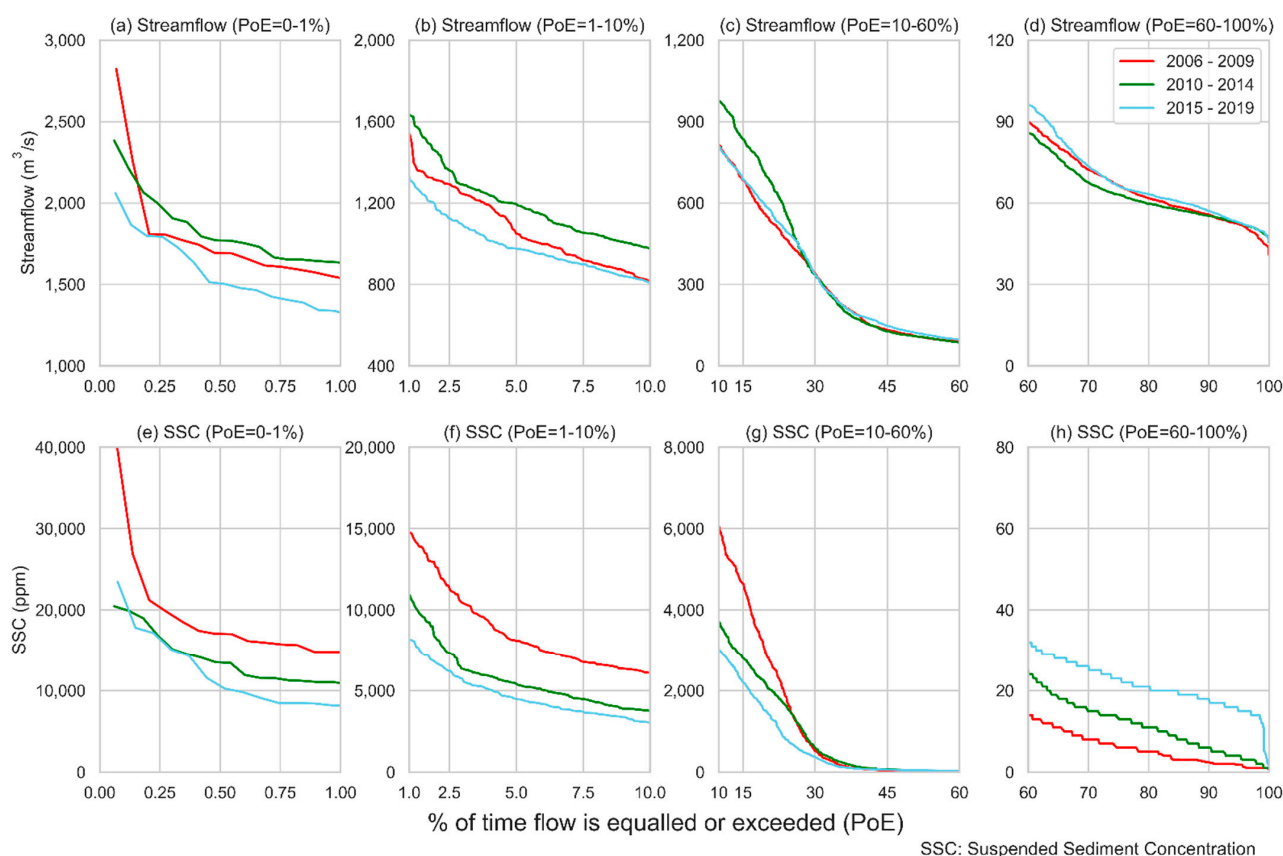 (a) Streamflow (PoE=0-1%)
(b) Streamflow (PoE=1-10%)
(c) Streamflow (PoE=10-60%)
(d) Streamflow (PoE=60-100%)
3,000
2,500
2,000
1,500
1,000
Streamflow (m³/s)
0.00 0.25 0.50 0.75 1.00
2,000
1,600
1,200
800
400
1.0 2.5 5.0 7.5 10.0
1,200
900
600
300
0
10 15 30 45 60
120
90
60
30
0
60 70 80 90 100
2006 - 2009
2010 - 2014
2015 - 2019
(e) SSC (PoE=0-1%)
(f) SSC (PoE=1-10%)
(g) SSC (PoE=10-60%)
(h) SSC (PoE=60-100%)
40,000
30,000
20,000
10,000
0
SSC (ppm)
0.00 0.25 0.50 0.75 1.00
20,000
15,000
10,000
5,000
0
1.0 2.5 5.0 7.5 10.0
8,000
6,000
4,000
2,000
0
10 15 30 45 60
80
60
40
20
0
60 70 80 90 100
% of time flow is equalled or exceeded (PoE)
SSC: Suspended Sediment Concentration